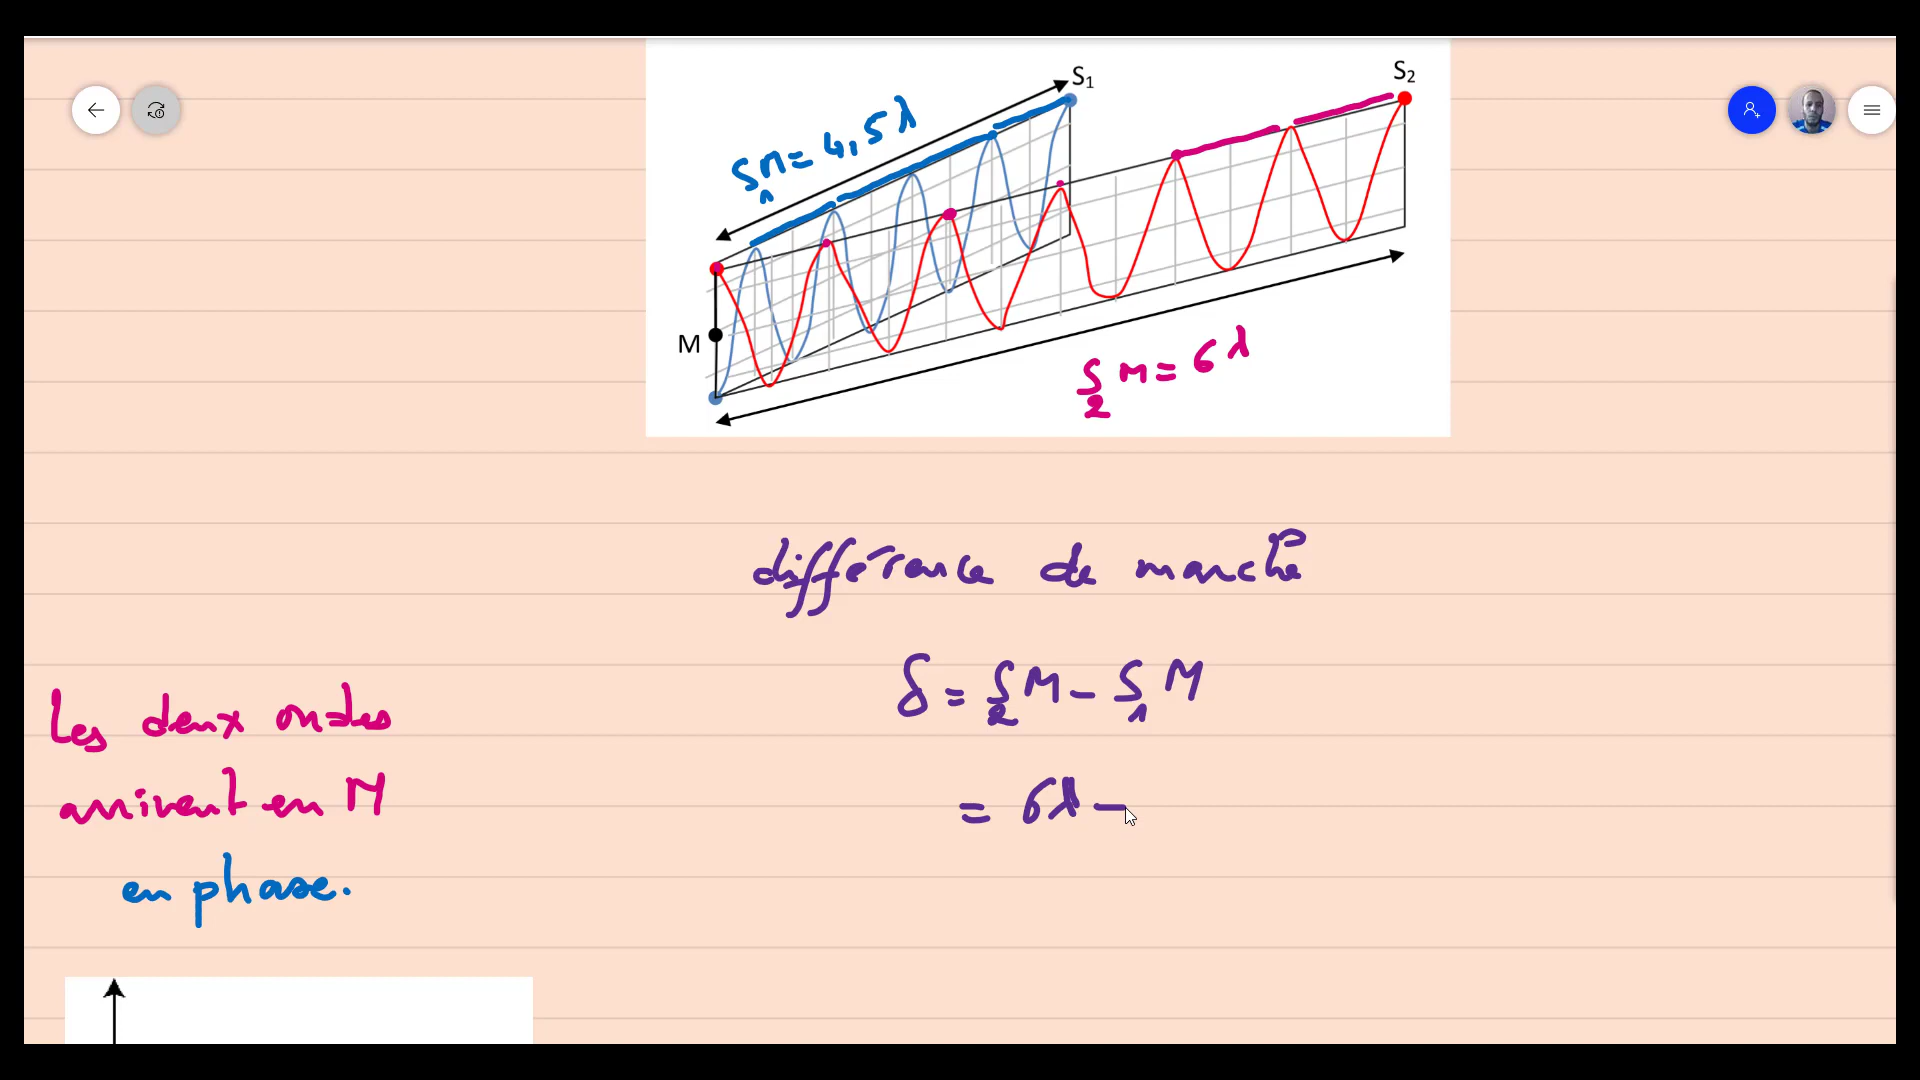 S₁
S₂
S₁M = 4,5 λ
M
S₂M = 6 λ
différence de marche
δ = S₂M - S₁M
= 6λ -
Les deux ondes
arrivent en M
en phase.